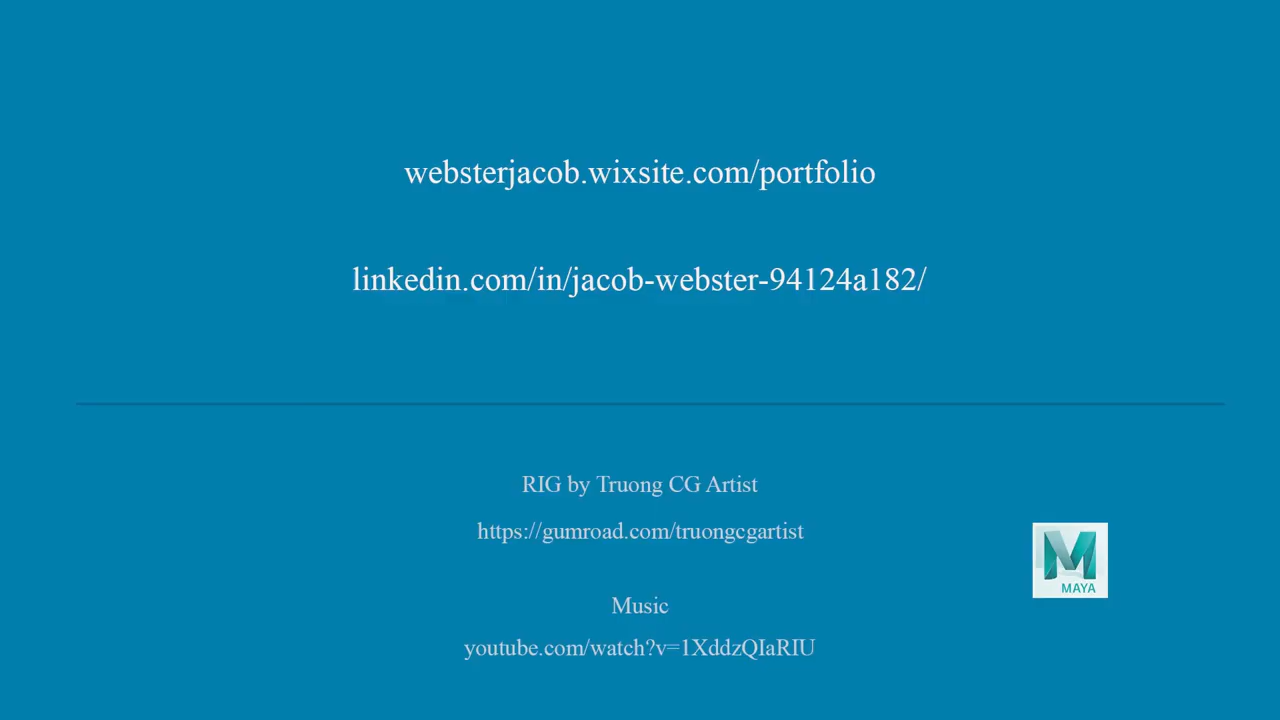 websterjacob.wixsite.com/portfolio
linkedin.com/in/jacob-webster-94124a182/
RIG by Truong CG Artist
https://gumroad.com/truongcgartist
MAYA
Music
youtube.com/watch?v=1XddzQIaRIU